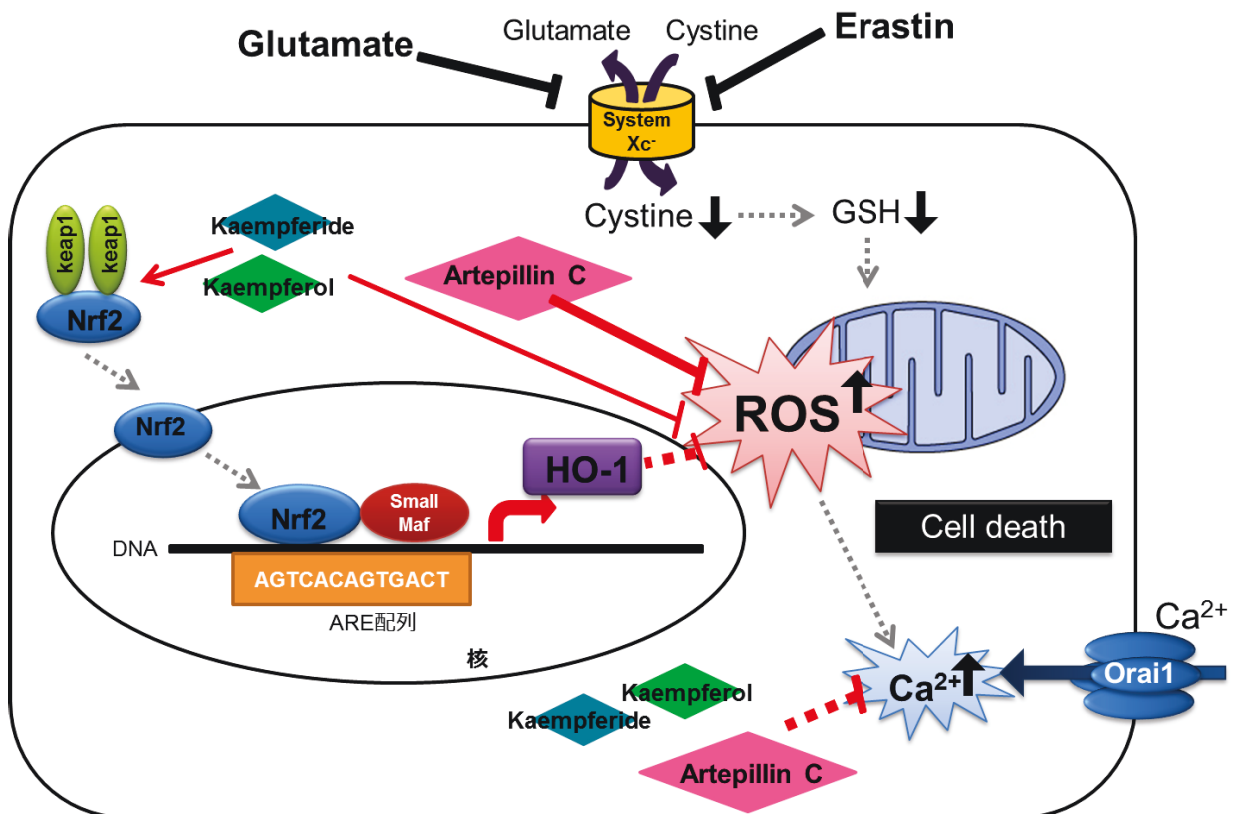 Glutamate
Glutamate
Cystine
Erastin
System
Xc-
Cystine
GSH
keap1
keap1
Nrf2
Kaempferide
Kaempferol
Artepillin C
ROS
Nrf2
HO-1
Nrf2
Small
Maf
DNA
AGTCACAGTGACT
ARE配列
核
Cell death
Ca2+
Orai1
Ca2+
Kaempferol
Kaempferide
Artepillin C